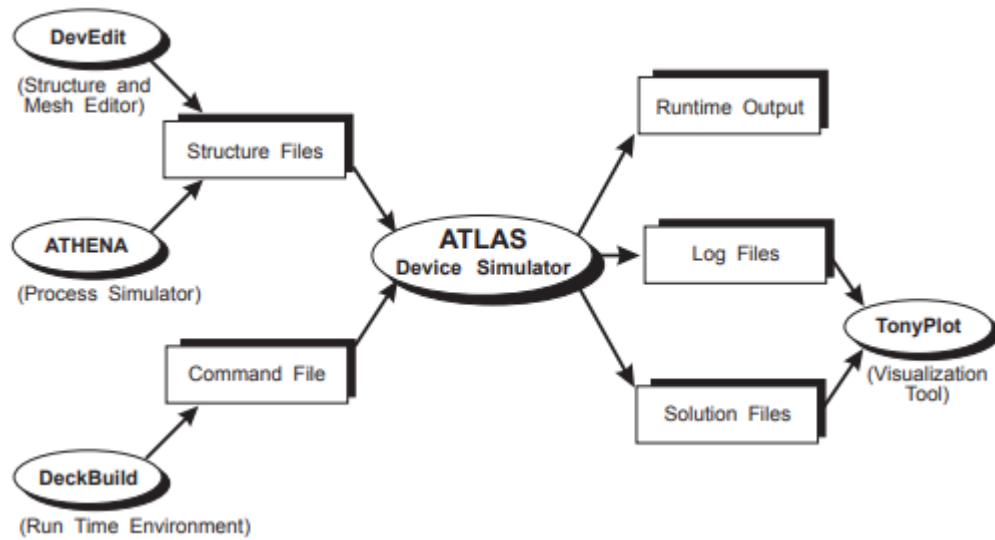 DevEdit
(Structure and
Mesh Editor)
Structure Files
ATHENA
(Process Simulator)
Command File
DeckBuild
(Run Time Environment)
ATLAS
Device Simulator
Runtime Output
Log Files
Solution Files
TonyPlot
(Visualization
Tool)